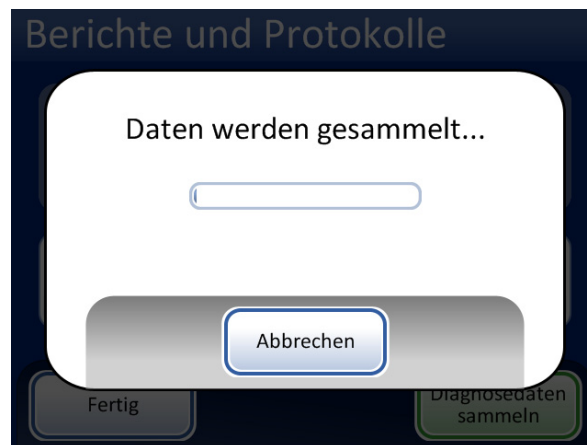 Berichte und Protokolle
Daten werden gesammelt...
Abbrechen
Fertig
Diagnosedaten
sammeln